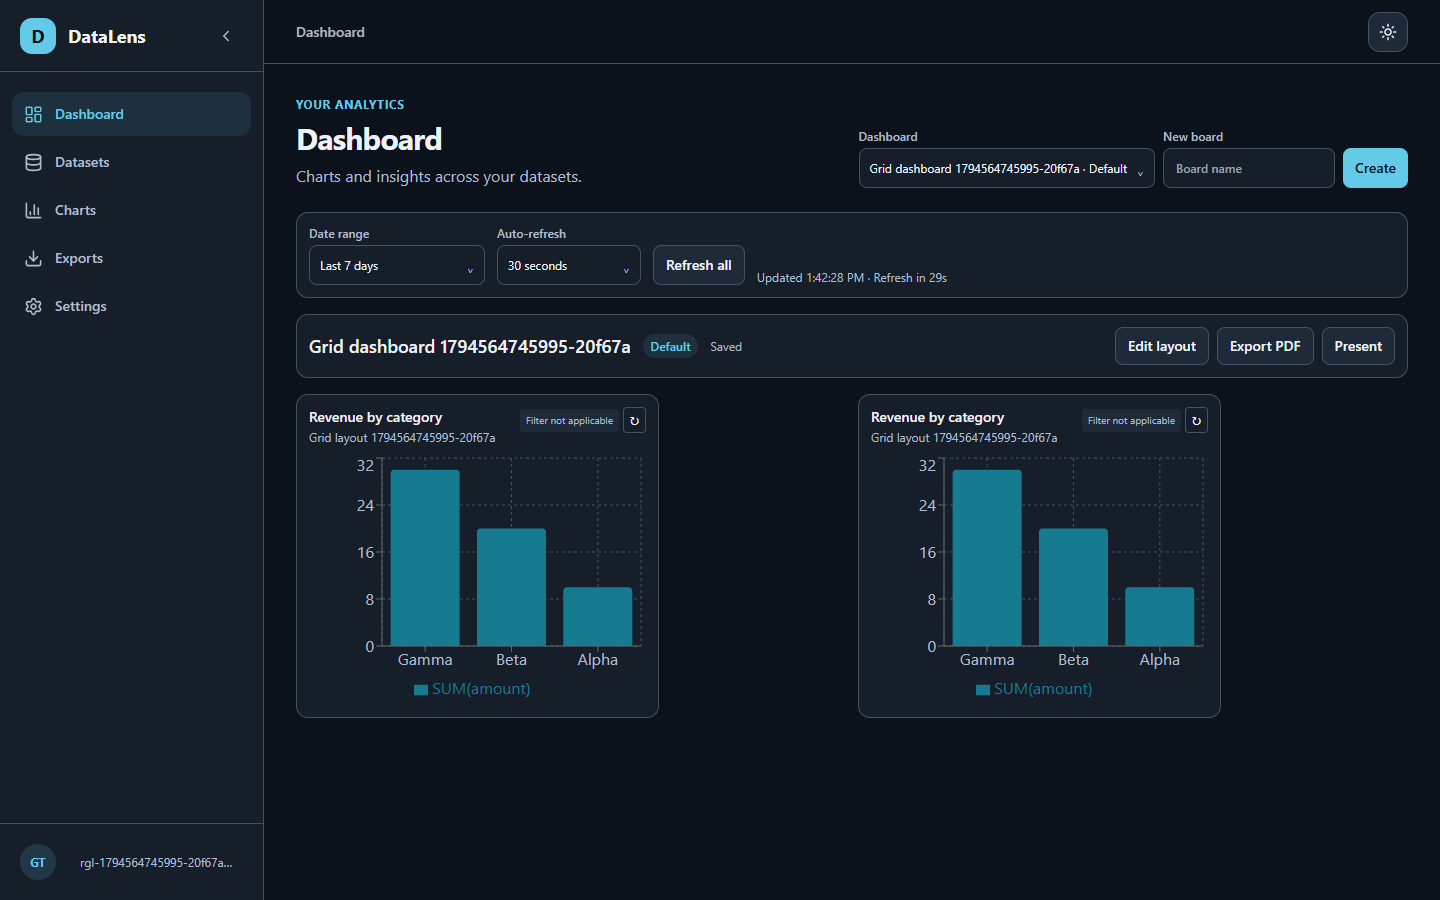 D DataLens
Dashboard
Datasets
Charts
Exports
Settings
GT rgl-1794564745995-20f67a...
Dashboard
YOUR ANALYTICS
Dashboard
Charts and insights across your datasets.
Dashboard
Grid dashboard 1794564745995-20f67a · Default
New board
Board name
Create
Date range
Last 7 days
Auto-refresh
30 seconds
Refresh all
Updated 1:42:28 PM · Refresh in 29s
Grid dashboard 1794564745995-20f67a Default Saved
Edit layout Export PDF Present
Revenue by category Filter not applicable ↻
Grid layout 1794564745995-20f67a
32
24
16
8
0
Gamma Beta Alpha
SUM(amount)
Revenue by category Filter not applicable ↻
Grid layout 1794564745995-20f67a
32
24
16
8
0
Gamma Beta Alpha
SUM(amount)